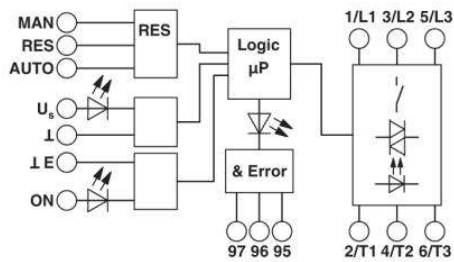 MAN
RES
AUTO
RES
Us
⊥
⊥ E
ON
Logic
µP
& Error
97 96 95
1/L1 3/L2 5/L3
2/T1 4/T2 6/T3